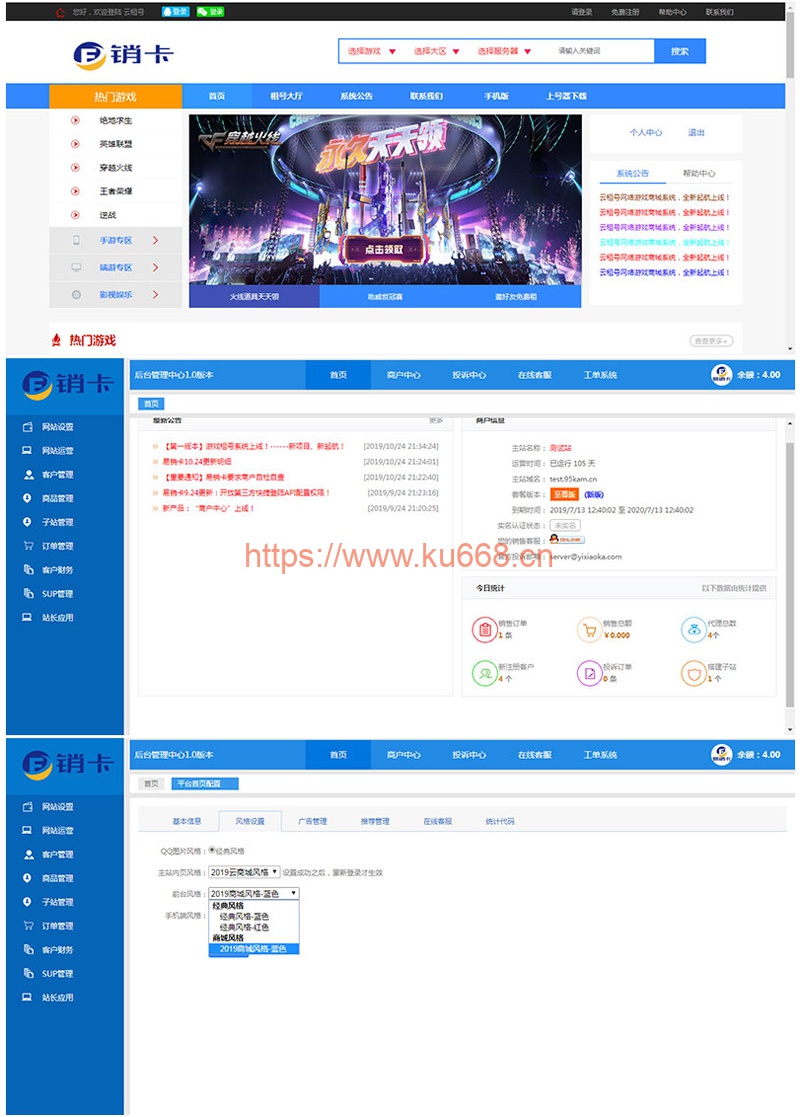 您好，欢迎登陆 云租号 登录 登录 请登录 免费注册 帮助中心 联系我们
销卡
选择游戏 ▼ 选择大区 ▼ 选择服务器 ▼ 请输入关键词 搜索
热门游戏 首页 租号大厅 系统公告 联系我们 手机版 上号器下载
绝地求生
英雄联盟
穿越火线
王者荣耀
逆战
手游专区
端游专区
影视娱乐
穿越火线
永久天天领
点击领取
火线道具天天领 助威世冠赛 邀好友免费租
个人中心 退出
系统公告 帮助中心
云租号网络游戏商城系统，全新起航上线！
云租号网络游戏商城系统，全新起航上线！
云租号网络游戏商城系统，全新起航上线！
云租号网络游戏商城系统，全新起航上线！
云租号网络游戏商城系统，全新起航上线！
云租号网络游戏商城系统，全新起航上线！
热门游戏 查看更多+
销卡
后台管理中心1.0版本 首页 商户中心 投诉中心 在线客服 工单系统 余额：4.00
首页
网站设置
网站运营
客户管理
商品管理
子站管理
订单管理
客户财务
SUP管理
站长应用
最新公告 更多
【第一版本】游戏租号系统上线！------新项目、新起航！ [2019/10/24 21:34:24]
易销卡10.24更新明细 [2019/10/24 21:24:01]
【重要通知】易销卡要求商户自检自查 [2019/10/24 21:22:40]
易销卡9.24更新！开放第三方快捷登陆API配置权限！ [2019/9/24 21:23:16]
新产品：“商户中心”上线！ [2019/9/24 21:20:25]
商户信息
主站名称： 测试站
运营时间： 已运行 105 天
主站域名： test.95kam.cn
套餐版本： 至尊版 (新版)
到期时间： 2019/7/13 12:40:02 至 2020/7/13 12:40:02
实名认证状态： 未实名
您的销售客服： ONLINE
官方投诉邮箱： server@yixiaoka.com
https://www.ku668.cn
今日统计 以下数据由统计提供
销售订单
1 条
销售总额
￥0.000
代理总数
4个
新注册客户
4 个
投诉订单
0 条
搭建子站
1 个
销卡
后台管理中心1.0版本 首页 商户中心 投诉中心 在线客服 工单系统 余额：4.00
首页 平台首页配置
网站设置
网站运营
客户管理
商品管理
子站管理
订单管理
客户财务
SUP管理
站长应用
基本信息 风格设置 广告管理 推荐管理 在线客服 统计代码
QQ图片风格： 经典风格
主站内页风格： 2019云商城风格 ▼ 设置成功之后，重新登录才生效
前台风格： 2019商城风格-蓝色 ▼
手机端风格：
经典风格
经典风格-蓝色
经典风格-红色
商城风格
2019商城风格-蓝色